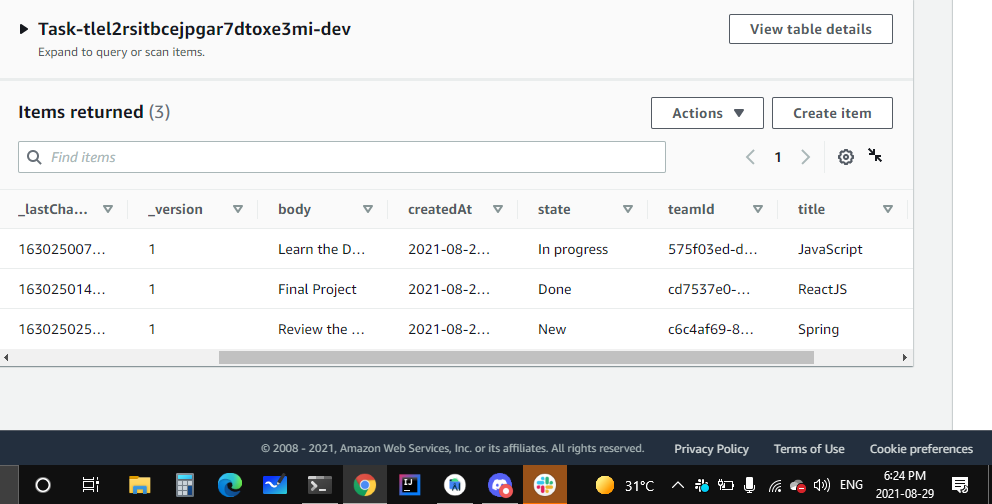 Task-tlel2rsitbcejpgar7dtoxe3mi-dev
View table details
Expand to query or scan items.
Items returned (3)
Actions
Create item
Find items
1
_lastCha... _version body createdAt state teamId title
163025007... 1 Learn the D... 2021-08-2... In progress 575f03ed-d... JavaScript
163025014... 1 Final Project 2021-08-2... Done cd7537e0-... ReactJS
163025025... 1 Review the ... 2021-08-2... New c6c4af69-8... Spring
© 2008 - 2021, Amazon Web Services, Inc. or its affiliates. All rights reserved. Privacy Policy Terms of Use Cookie preferences
31°C ENG 6:24 PM
2021-08-29